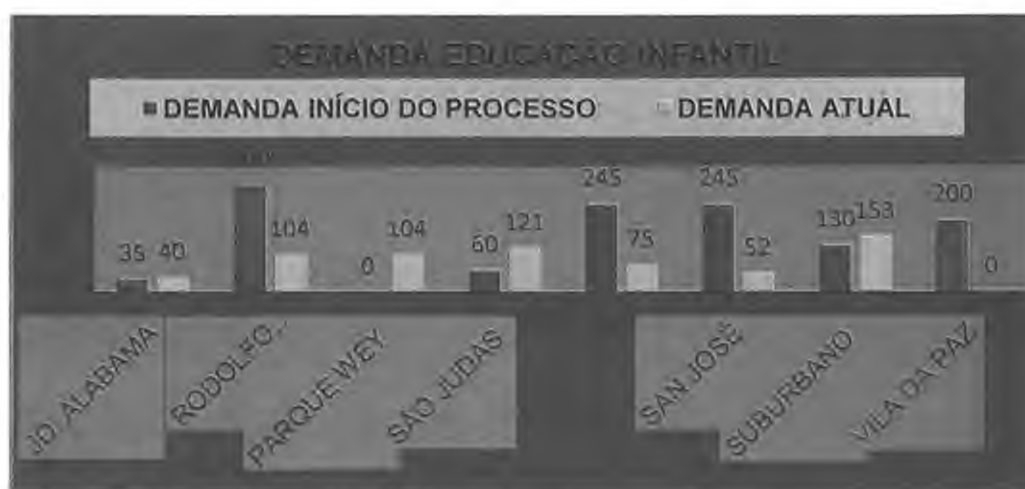 DEMANDA EDUCAÇÃO INFANTIL
DEMANDA INÍCIO DO PROCESSO DEMANDA ATUAL
35 40 104 0 104 60 121 245 75 245 52 130 153 200 0
JD. ALABAMA
RODOLFO...
PARQUE WEY
SÃO JUDAS
SAN JOSÉ
SUBURBANO
VILA DA PAZ